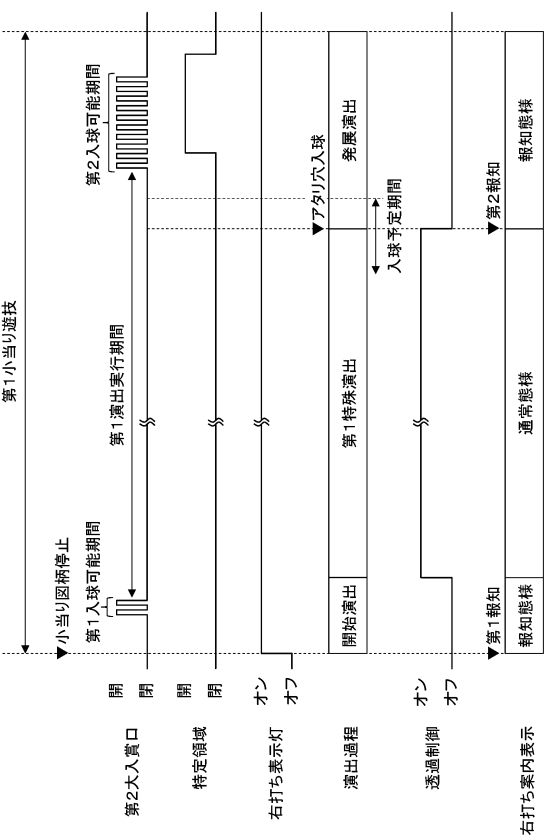 第1小当り遊技
小当り図柄停止
第1入球可能期間
第1演出実行期間
第2入球可能期間
第2大入賞口
開
閉
特定領域
開
閉
右打ち表示灯
オン
オフ
アタリ穴入球
演出過程
開始演出
第1特殊演出
発展演出
入球予定期間
透過制御
オン
オフ
第1報知
第2報知
右打ち案内表示
報知態様
通常態様
報知態様